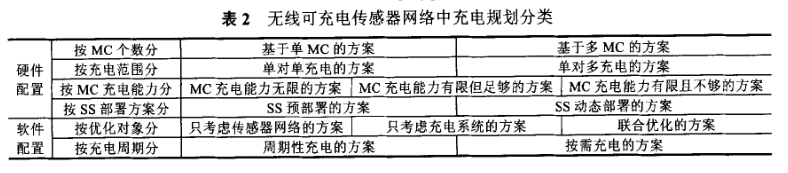 表 2 无线可充电传感器网络中充电规划分类
硬件配置 按 MC 个数分 基于单 MC 的方案 基于多 MC 的方案
按充电范围分 单对单充电的方案 单对多充电的方案
按 MC 充电能力分 MC 充电能力无限的方案 MC 充电能力有限但足够的方案 MC 充电能力有限且不够的方案
按 SS 部署方案分 SS 预部署的方案 SS 动态部署的方案
软件配置 按优化对象分 只考虑传感器网络的方案 只考虑充电系统的方案 联合优化的方案
按充电周期分 周期性充电的方案 按需充电的方案